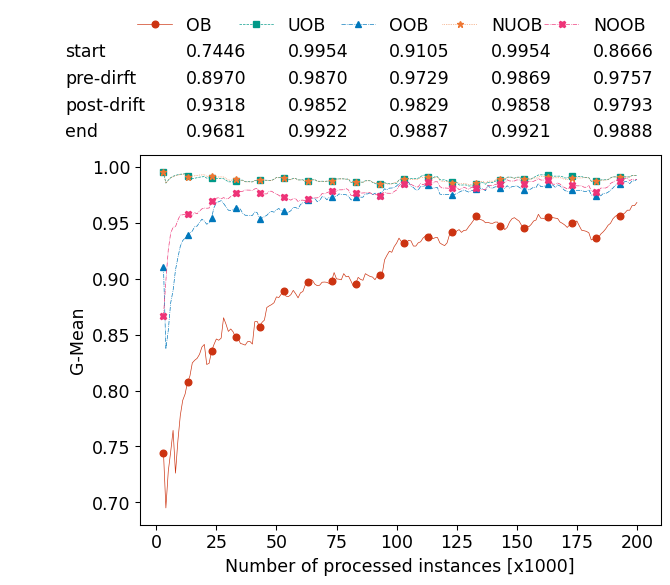 OB UOB OOB NUOB NOOB
start 0.7446 0.9954 0.9105 0.9954 0.8666
pre-dirft 0.8970 0.9870 0.9729 0.9869 0.9757
post-drift 0.9318 0.9852 0.9829 0.9858 0.9793
end 0.9681 0.9922 0.9887 0.9921 0.9888
1.00
0.95
0.90
0.85
0.80
0.75
0.70
G-Mean
0 25 50 75 100 125 150 175 200
Number of processed instances [x1000]